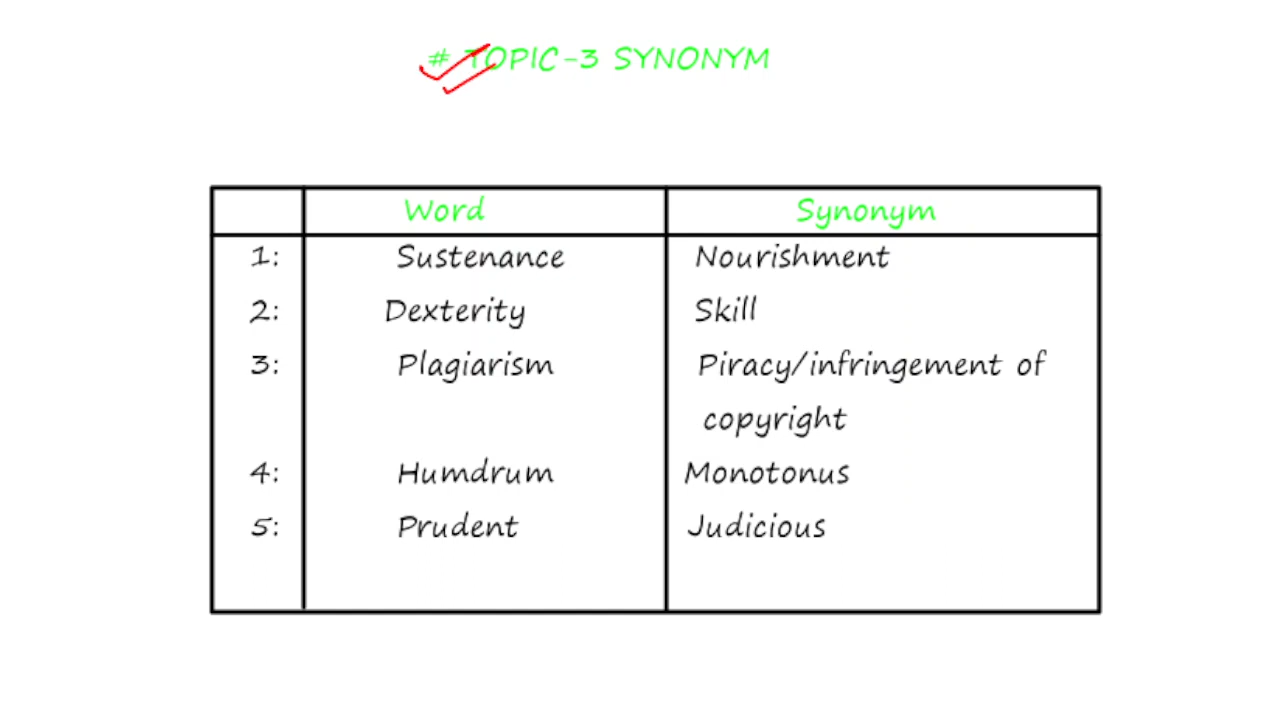 # TOPIC-3 SYNONYM
Word Synonym
1: Sustenance Nourishment
2: Dexterity Skill
3: Plagiarism Piracy/infringement of
copyright
4: Humdrum Monotonus
5: Prudent Judicious